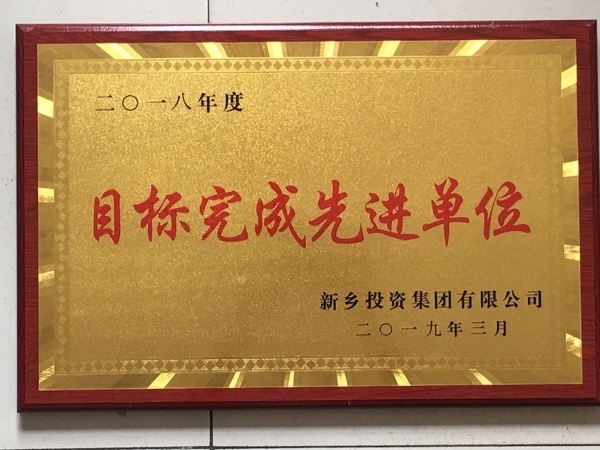 二〇一八年度
目标完成先进单位
新乡投资集团有限公司
二〇一九年三月